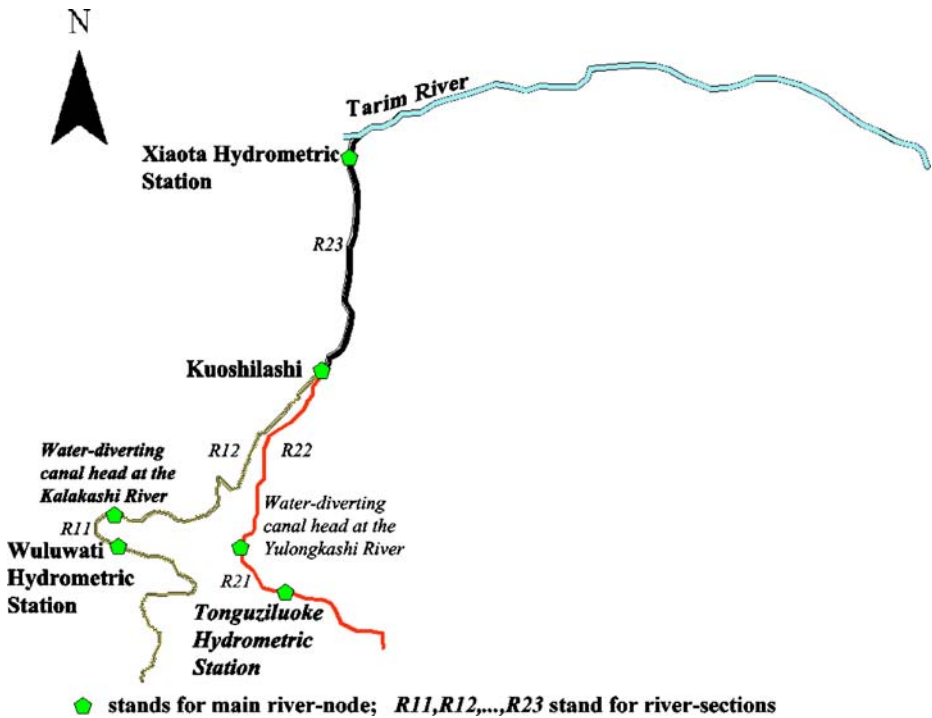 N
Tarim River
Xiaota Hydrometric
Station
R23
Kuoshilashi
R12
R22
Water-diverting
canal head at the
Kalakashi River
R11
Wuluwati
Hydrometric
Station
Water-diverting
canal head at the
Yulongkashi River
R21
Tonguziluoke
Hydrometric
Station
stands for main river-node; R11,R12,...,R23 stand for river-sections